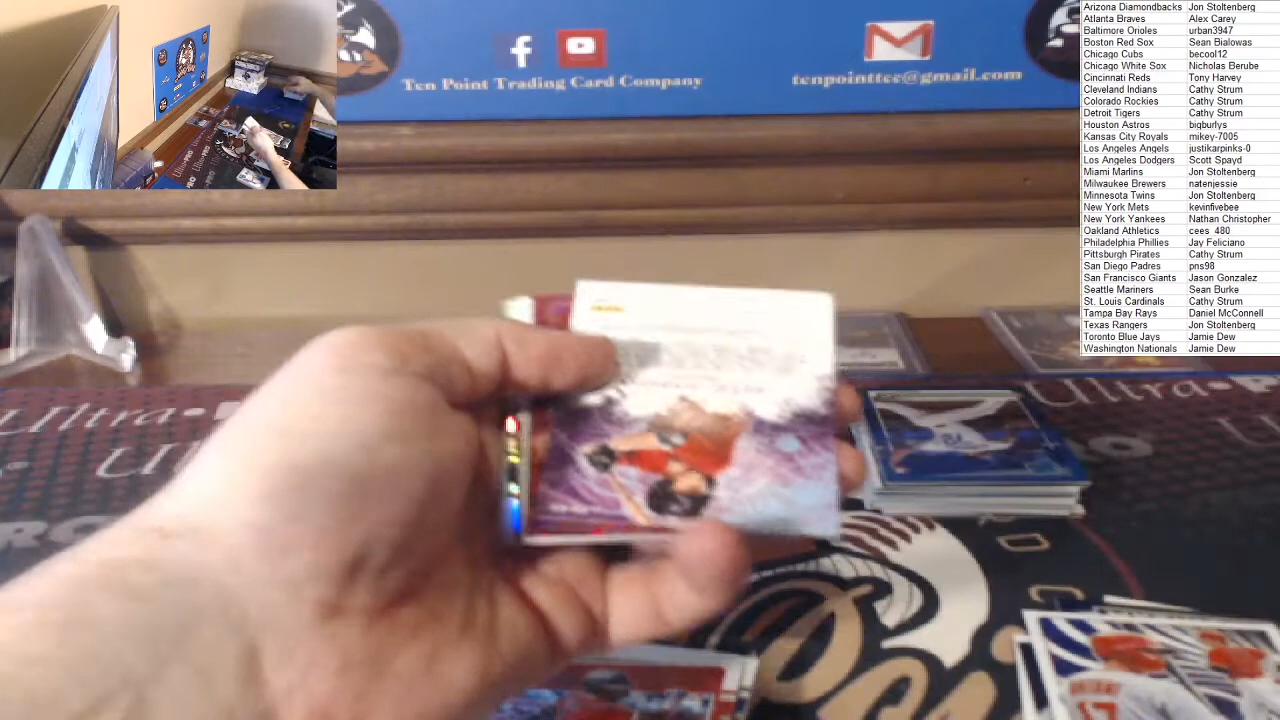 Ten Point Trading Card Company
tenpointtcc@gmail.com
Arizona Diamondbacks Jon Stoltenberg
Atlanta Braves Alex Carey
Baltimore Orioles urban3947
Boston Red Sox Sean Bialowas
Chicago Cubs becool12
Chicago White Sox Nicholas Berube
Cincinnati Reds Tony Harvey
Cleveland Indians Cathy Strum
Colorado Rockies Cathy Strum
Detroit Tigers Cathy Strum
Houston Astros bigburlys
Kansas City Royals mikey-7005
Los Angeles Angels justikarpinks-0
Los Angeles Dodgers Scott Spayd
Miami Marlins Jon Stoltenberg
Milwaukee Brewers natenjessie
Minnesota Twins Jon Stoltenberg
New York Mets kevinfivebee
New York Yankees Nathan Christopher
Oakland Athletics cees_480
Philadelphia Phillies Jay Feliciano
Pittsburgh Pirates Cathy Strum
San Diego Padres pns98
San Francisco Giants Jason Gonzalez
Seattle Mariners Sean Burke
St. Louis Cardinals Cathy Strum
Tampa Bay Rays Daniel McConnell
Texas Rangers Jon Stoltenberg
Toronto Blue Jays Jamie Dew
Washington Nationals Jamie Dew
Ultra
Ultra